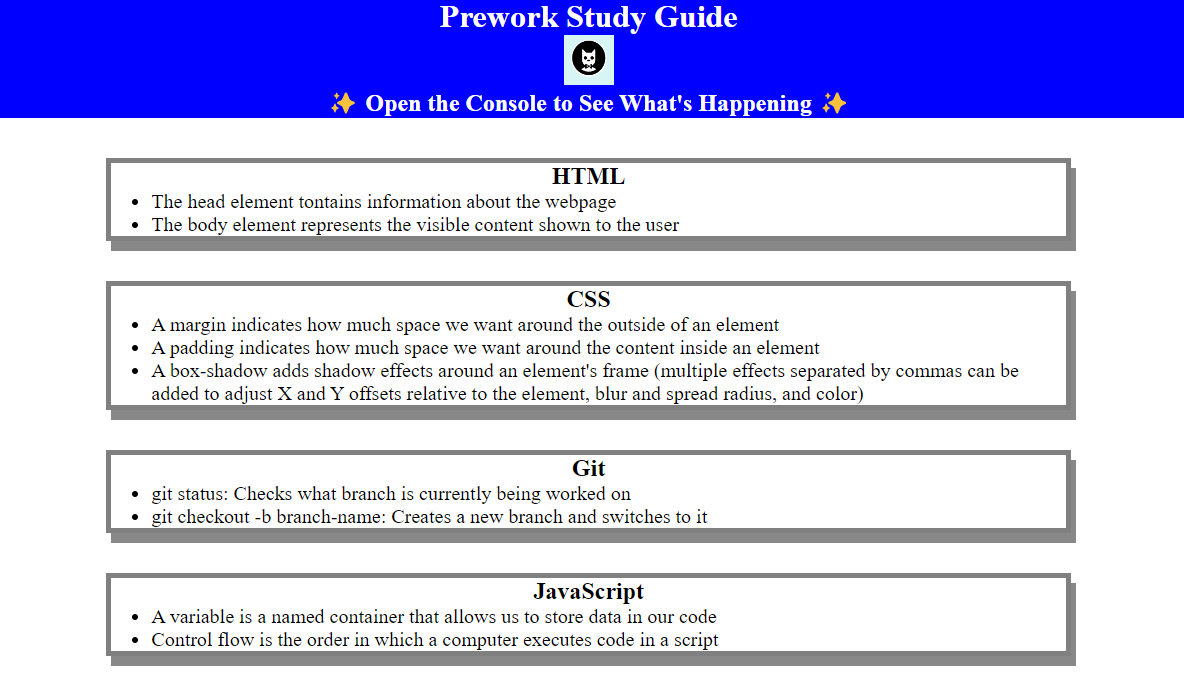 Prework Study Guide
✨ Open the Console to See What's Happening ✨
HTML
• The head element tontains information about the webpage
• The body element represents the visible content shown to the user
CSS
• A margin indicates how much space we want around the outside of an element
• A padding indicates how much space we want around the content inside an element
• A box-shadow adds shadow effects around an element's frame (multiple effects separated by commas can be
added to adjust X and Y offsets relative to the element, blur and spread radius, and color)
Git
• git status: Checks what branch is currently being worked on
• git checkout -b branch-name: Creates a new branch and switches to it
JavaScript
• A variable is a named container that allows us to store data in our code
• Control flow is the order in which a computer executes code in a script